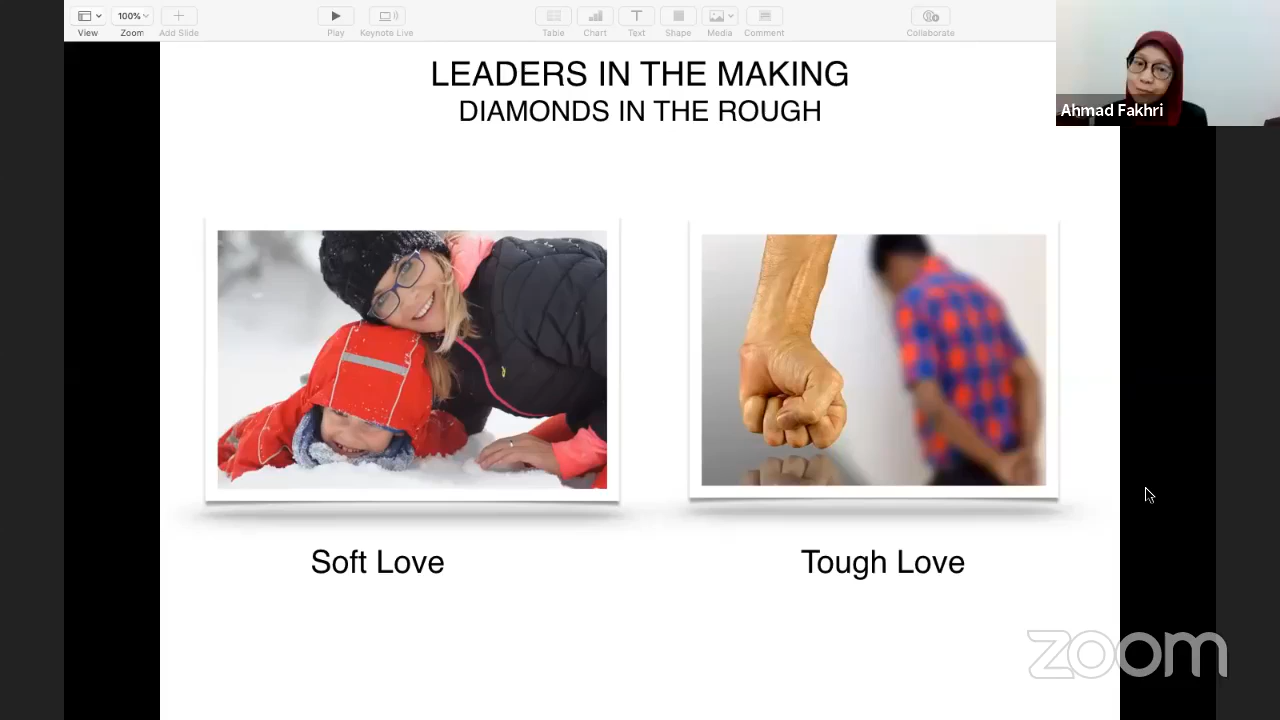 View
100%
Zoom
Add Slide
Play
Keynote Live
Table
Chart
Text
Shape
Media
Comment
Collaborate
LEADERS IN THE MAKING
DIAMONDS IN THE ROUGH
Ahmad Fakhri
Soft Love
Tough Love
zoom